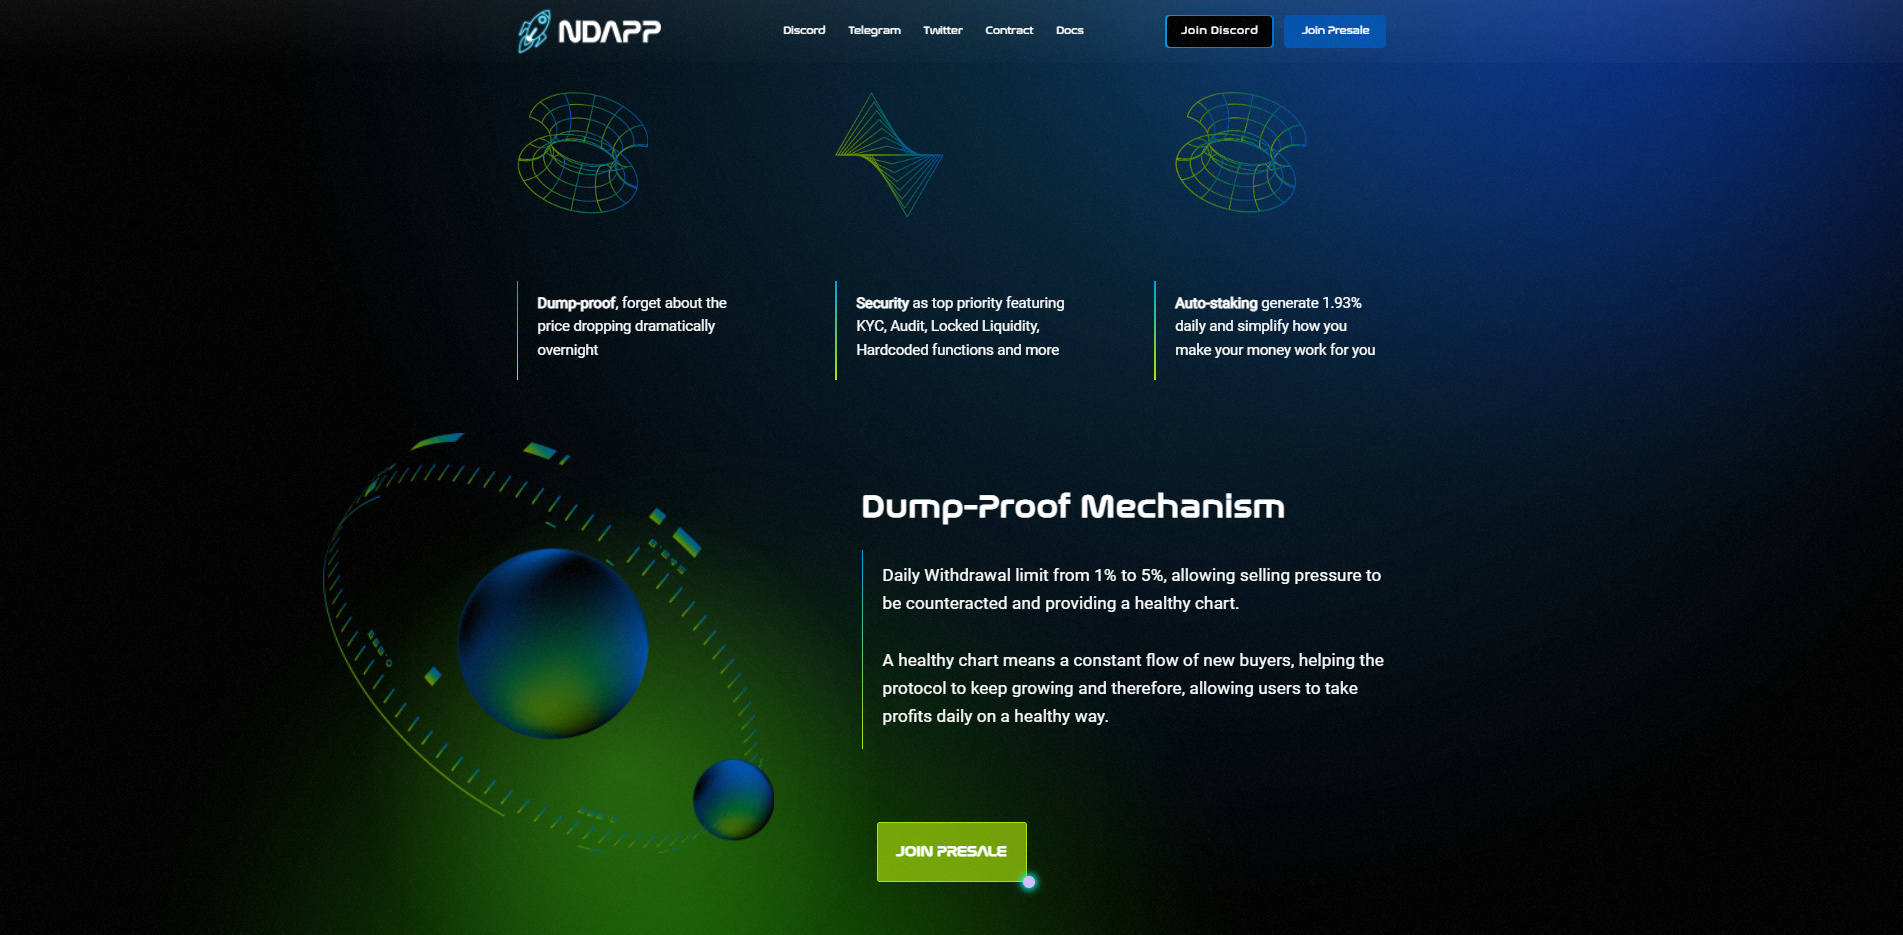 NDAPP
Discord
Telegram
Twitter
Contract
Docs
Join Discord
Join Presale
Dump-proof, forget about the
price dropping dramatically
overnight
Security as top priority featuring
KYC, Audit, Locked Liquidity,
Hardcoded functions and more
Auto-staking generate 1.93%
daily and simplify how you
make your money work for you
Dump-Proof Mechanism
Daily Withdrawal limit from 1% to 5%, allowing selling pressure to
be counteracted and providing a healthy chart.
A healthy chart means a constant flow of new buyers, helping the
protocol to keep growing and therefore, allowing users to take
profits daily on a healthy way.
JOIN PRESALE